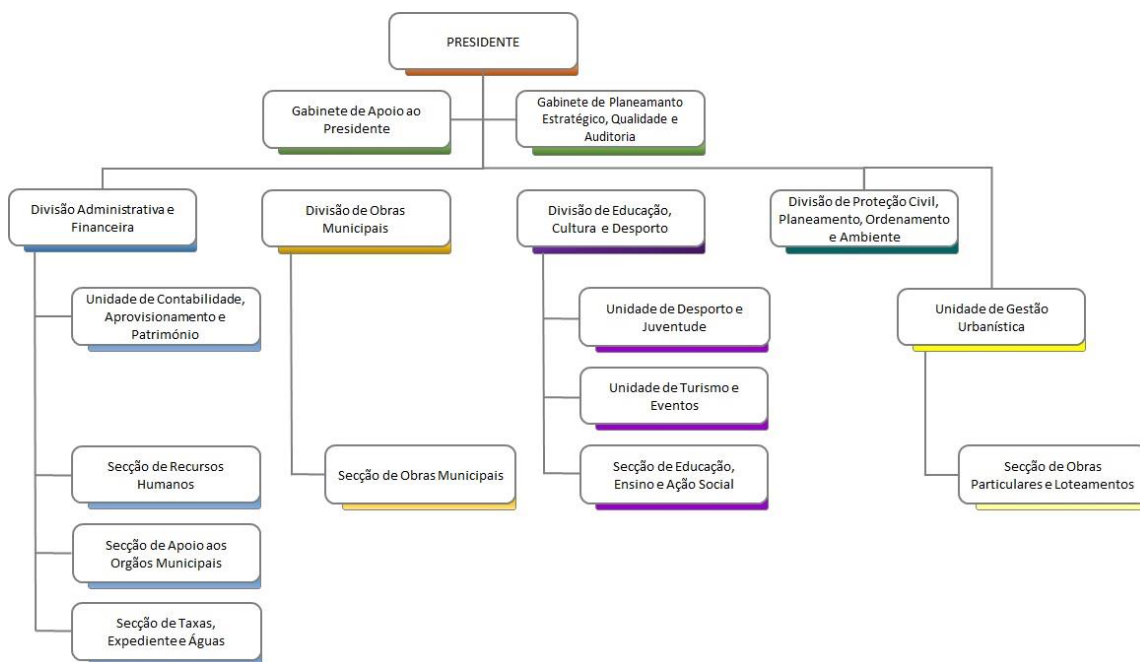 PRESIDENTE
Gabinete de Apoio ao
Presidente
Gabinete de Planeamanto
Estratégico, Qualidade e
Auditoria
Divisão Administrativa e
Financeira
Divisão de Obras
Municipais
Divisão de Educação,
Cultura e Desporto
Divisão de Proteção Civil,
Planeamento, Ordenamento
e Ambiente
Unidade de Contabilidade,
Aprovisionamento e
Património
Unidade de Desporto e
Juventude
Unidade de Gestão
Urbanística
Unidade de Turismo e
Eventos
Secção de Recursos
Humanos
Secção de Obras Municipais
Secção de Educação,
Ensino e Ação Social
Secção de Obras
Particulares e Loteamentos
Secção de Apoio aos
Orgãos Municipais
Secção de Taxas,
Expediente e Águas